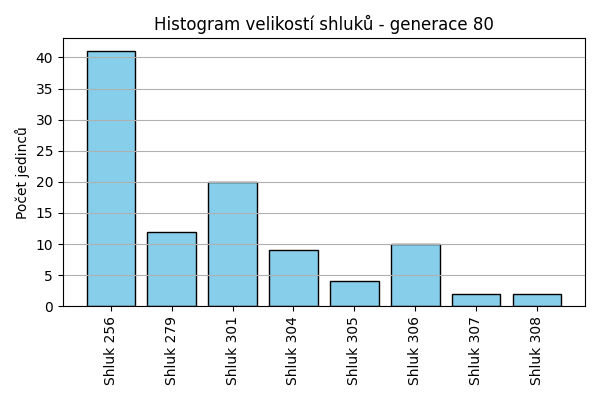 Histogram velikostí shluků - generace 80
Počet jedinců
40
35
30
25
20
15
10
5
0
Shluk 256
Shluk 279
Shluk 301
Shluk 304
Shluk 305
Shluk 306
Shluk 307
Shluk 308